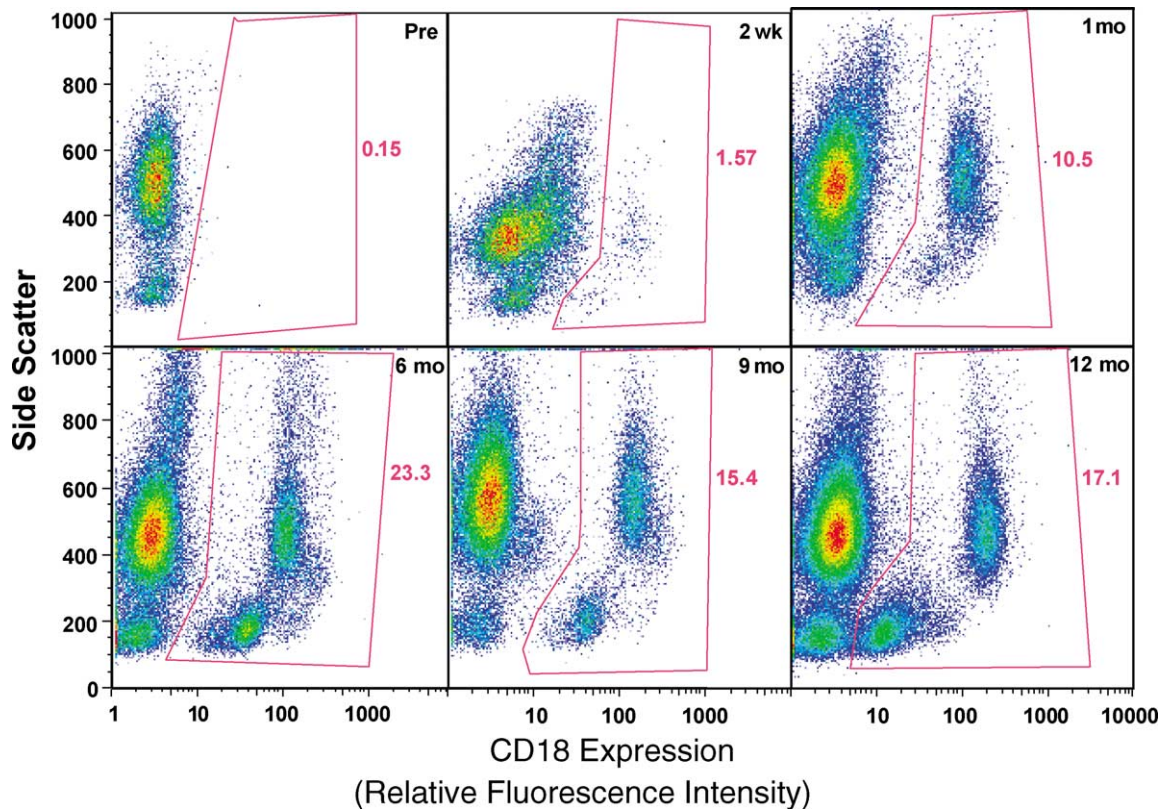 Pre
2 wk
1 mo
0.15
1.57
10.5
6 mo
9 mo
12 mo
23.3
15.4
17.1
Side Scatter
1000
800
600
400
200
0
1000
800
600
400
200
0
1 10 100 1000
10 100 1000
10 100 1000 10000
CD18 Expression
(Relative Fluorescence Intensity)